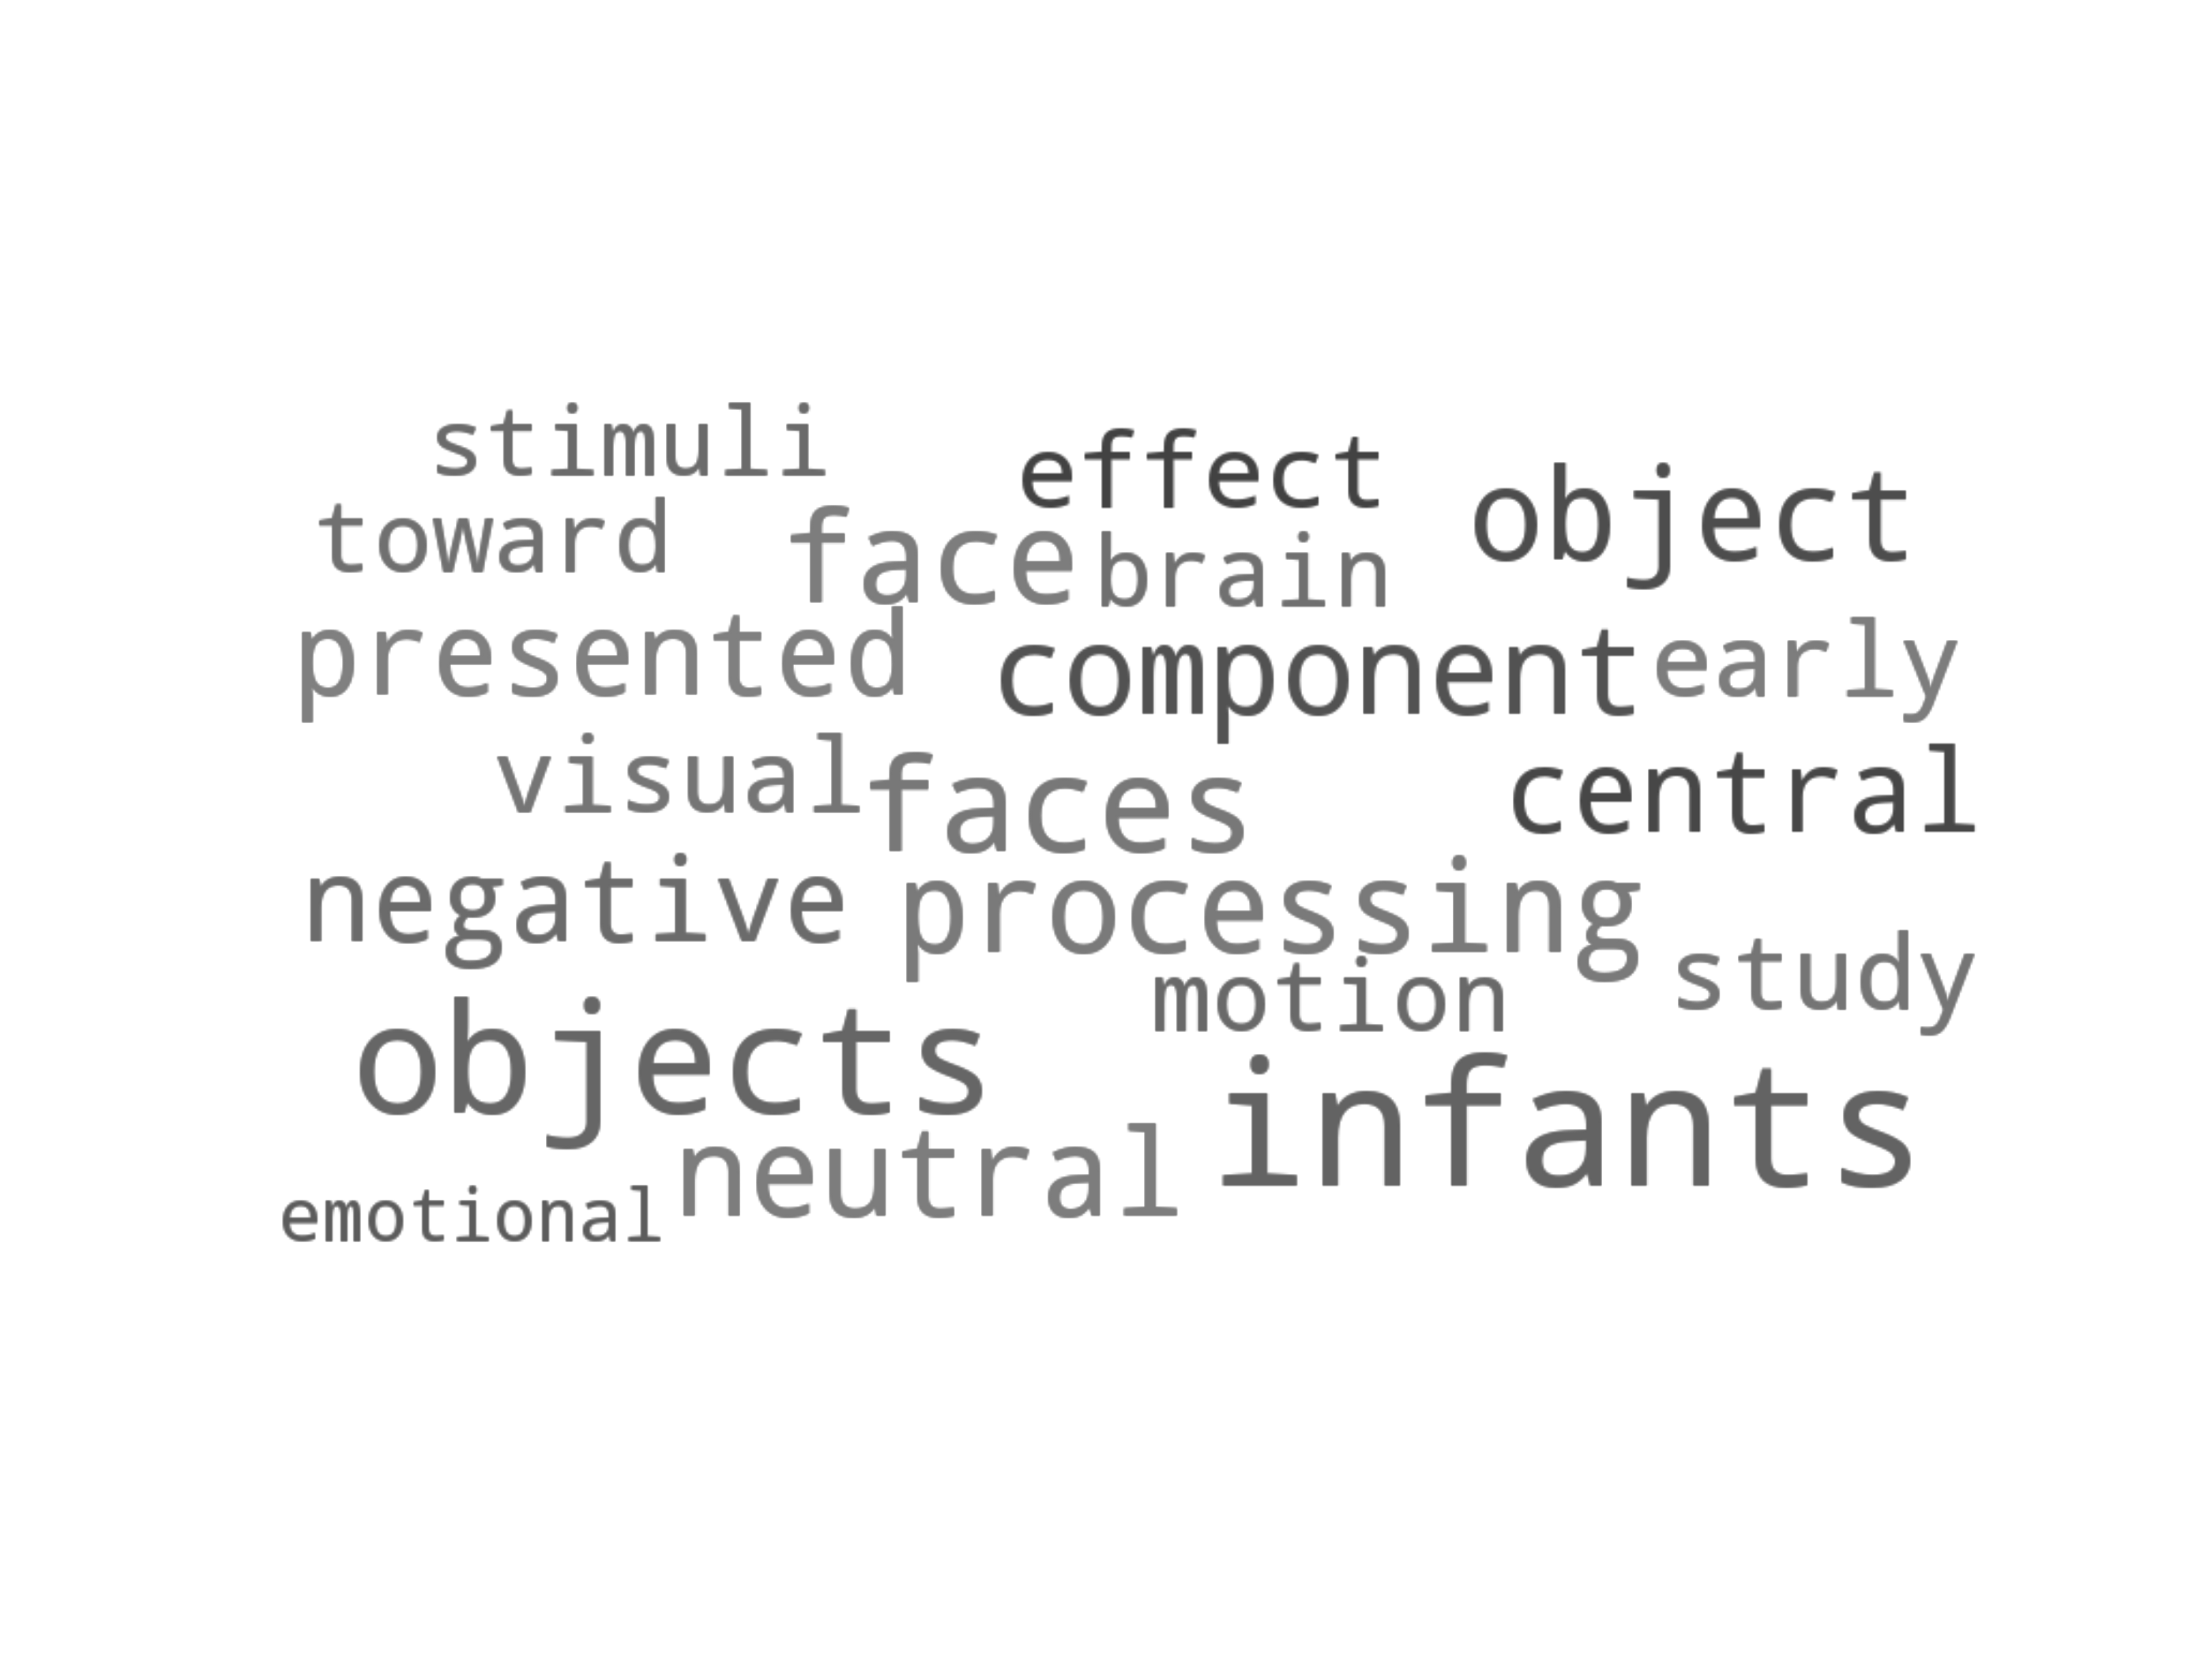 stimuli
effect
object
toward
face
brain
presented
component
early
visual
faces
central
negative
processing
study
motion
objects
infants
neutral
emotional